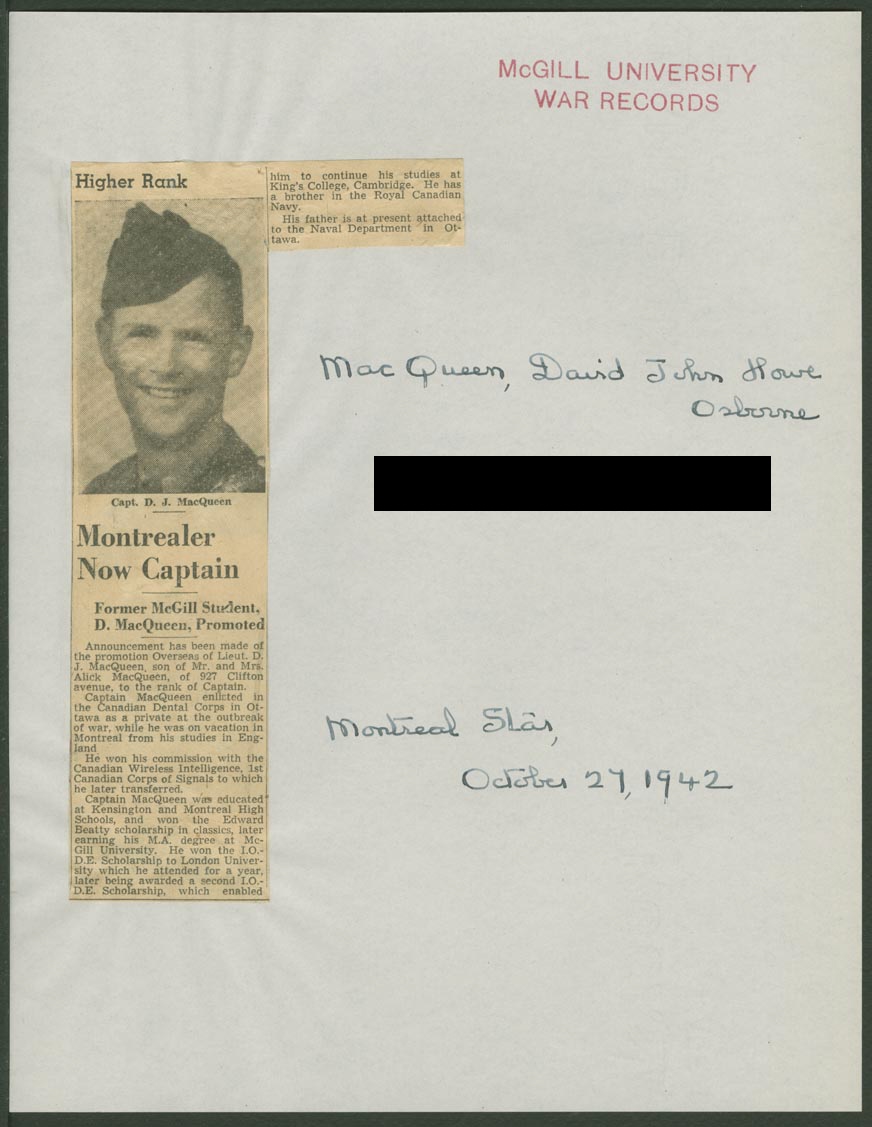 McGILL UNIVERSITY
WAR RECORDS
Higher Rank
Capt. D. J. MacQueen
Montrealer
Now Captain
Former McGill Student,
D. MacQueen, Promoted
Announcement has been made of
the promotion Overseas of Lieut. D.
J. MacQueen, son of Mr. and Mrs.
Alick MacQueen, of 927 Clifton
avenue, to the rank of Captain.
Captain MacQueen enlisted in
the Canadian Dental Corps in Ot-
tawa as a private at the outbreak
of war, while he was on vacation in
Montreal from his studies in Eng-
land
He won his commission with the
Canadian Wireless Intelligence, 1st
Canadian Corps of Signals to which
he later transferred.
Captain MacQueen was educated
at Kensington and Montreal High
Schools, and won the Edward
Beatty scholarship in classics, later
earning his M.A. degree at Mc-
Gill University. He won the I.O.-
D.E. Scholarship to London Univer-
sity which he attended for a year,
later being awarded a second I.O.-
D.E. Scholarship, which enabled
him to continue his studies at
King's College, Cambridge. He has
a brother in the Royal Canadian
Navy.
His father is at present attached
to the Naval Department in Ot-
tawa.
MacQueen, David John Howe
Osborne
Montreal Star,
October 27, 1942